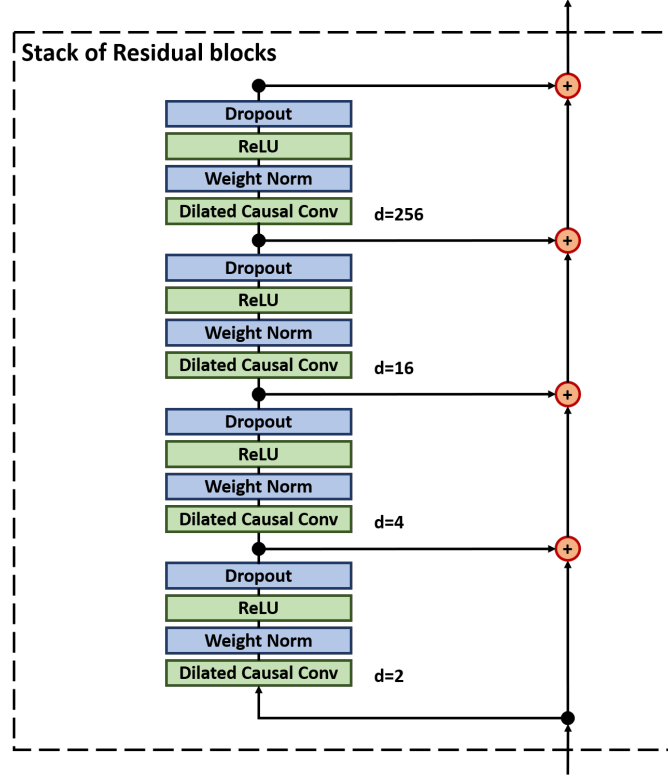 Stack of Residual blocks
+
Dropout
ReLU
Weight Norm
Dilated Causal Conv d=256
+
Dropout
ReLU
Weight Norm
Dilated Causal Conv d=16
+
Dropout
ReLU
Weight Norm
Dilated Causal Conv d=4
+
Dropout
ReLU
Weight Norm
Dilated Causal Conv d=2